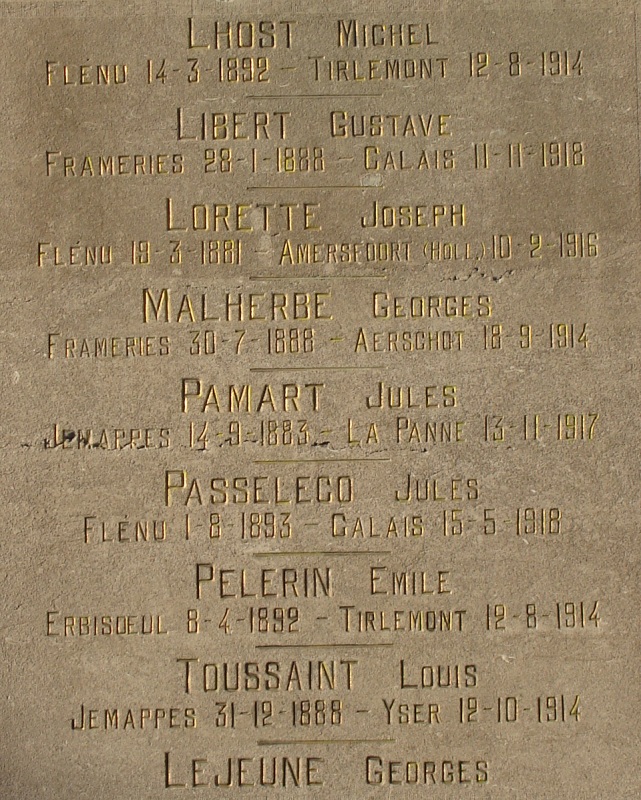 LHOST MICHEL
FLÉNU 14-3-1892 - TIRLEMONT 12-8-1914
LIBERT GUSTAVE
FRAMERIES 28-1-1888 - CALAIS 11-11-1918
LORETTE JOSEPH
FLÉNU 19-3-1881 - AMERSFOORT (HOLL.) 10-2-1916
MALHERBE GEORGES
FRAMERIES 30-7-1888 - AERSCHOT 18-9-1914
PAMART JULES
JEMAPPES 14-9-1883 - LA PANNE 13-11-1917
PASSELECQ JULES
FLÉNU 1-8-1893 - CALAIS 15-5-1918
PELERIN EMILE
ERBISOEUL 8-4-1892 - TIRLEMONT 12-8-1914
TOUSSAINT LOUIS
JEMAPPES 31-12-1888 - YSER 12-10-1914
LEJEUNE GEORGES